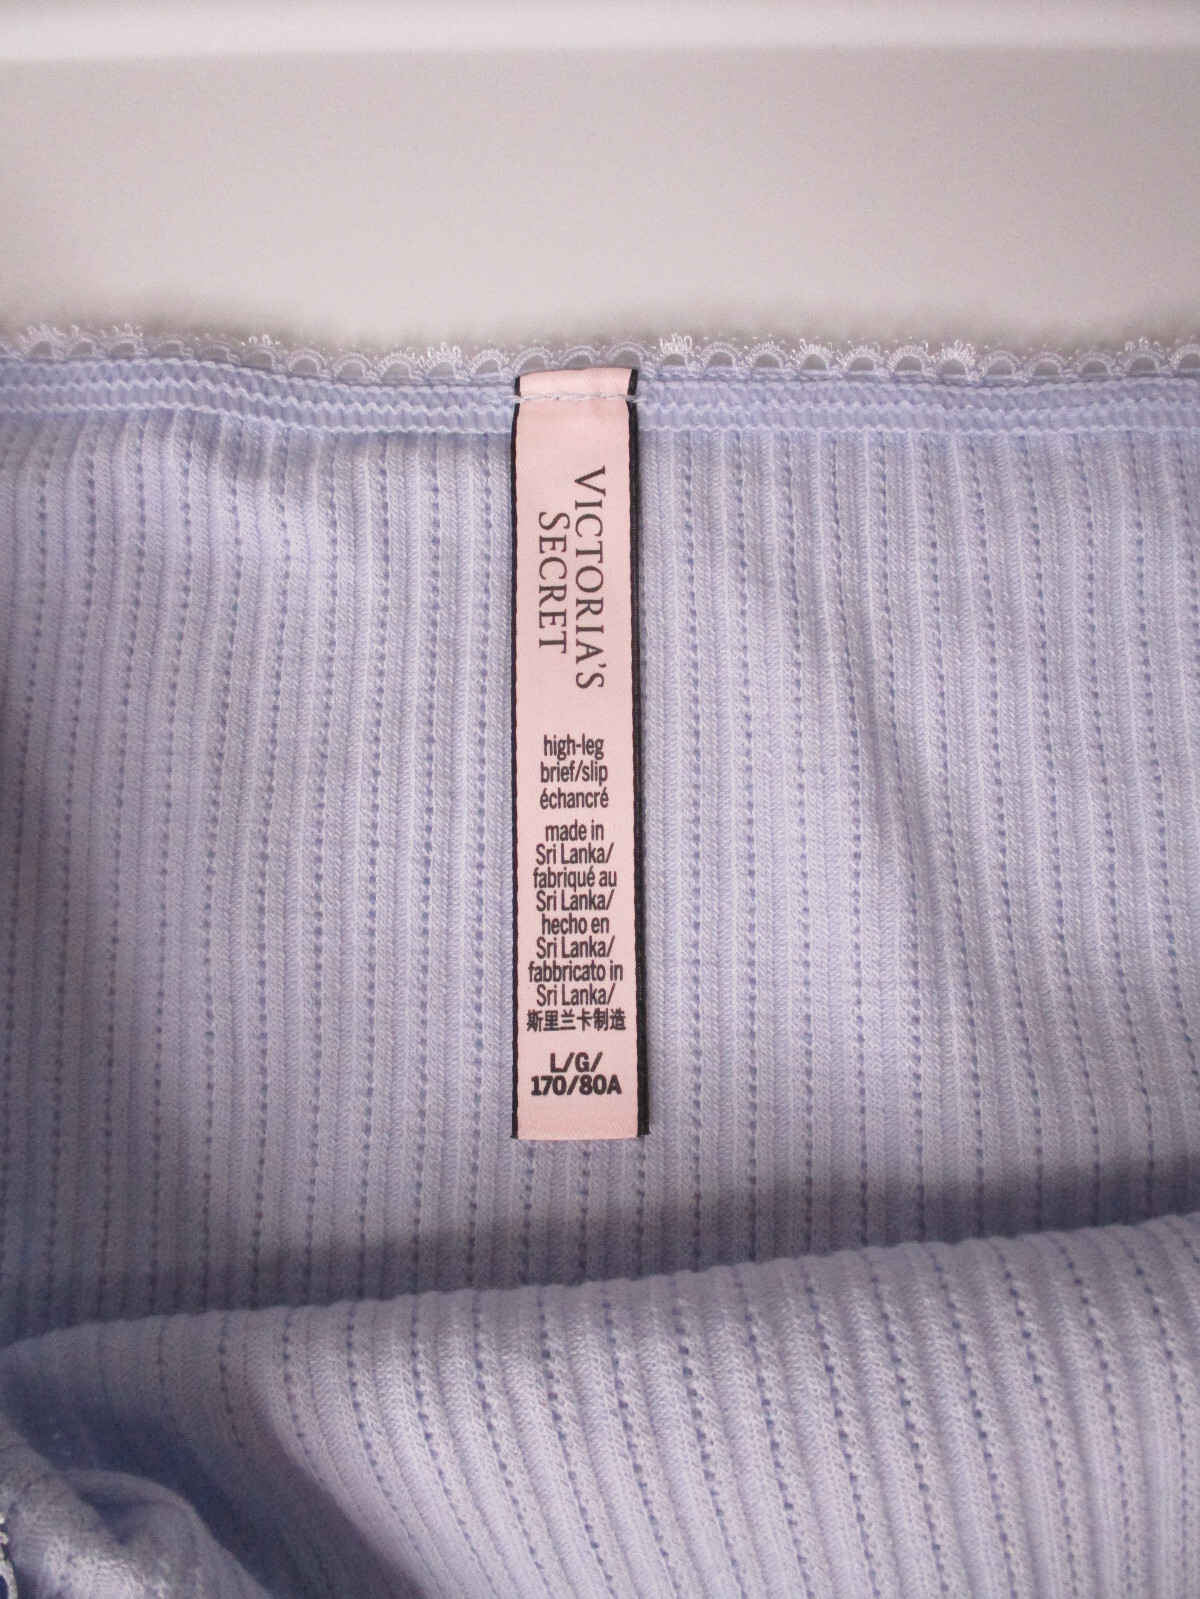 VICTORIA'S
SECRET
high-leg
brief/slip
échancré
made in
Sri Lanka/
fabriqué au
Sri Lanka/
hecho en
Sri Lanka/
fabbricato in
Sri Lanka/
斯里兰卡制造
L/G/
170/80A